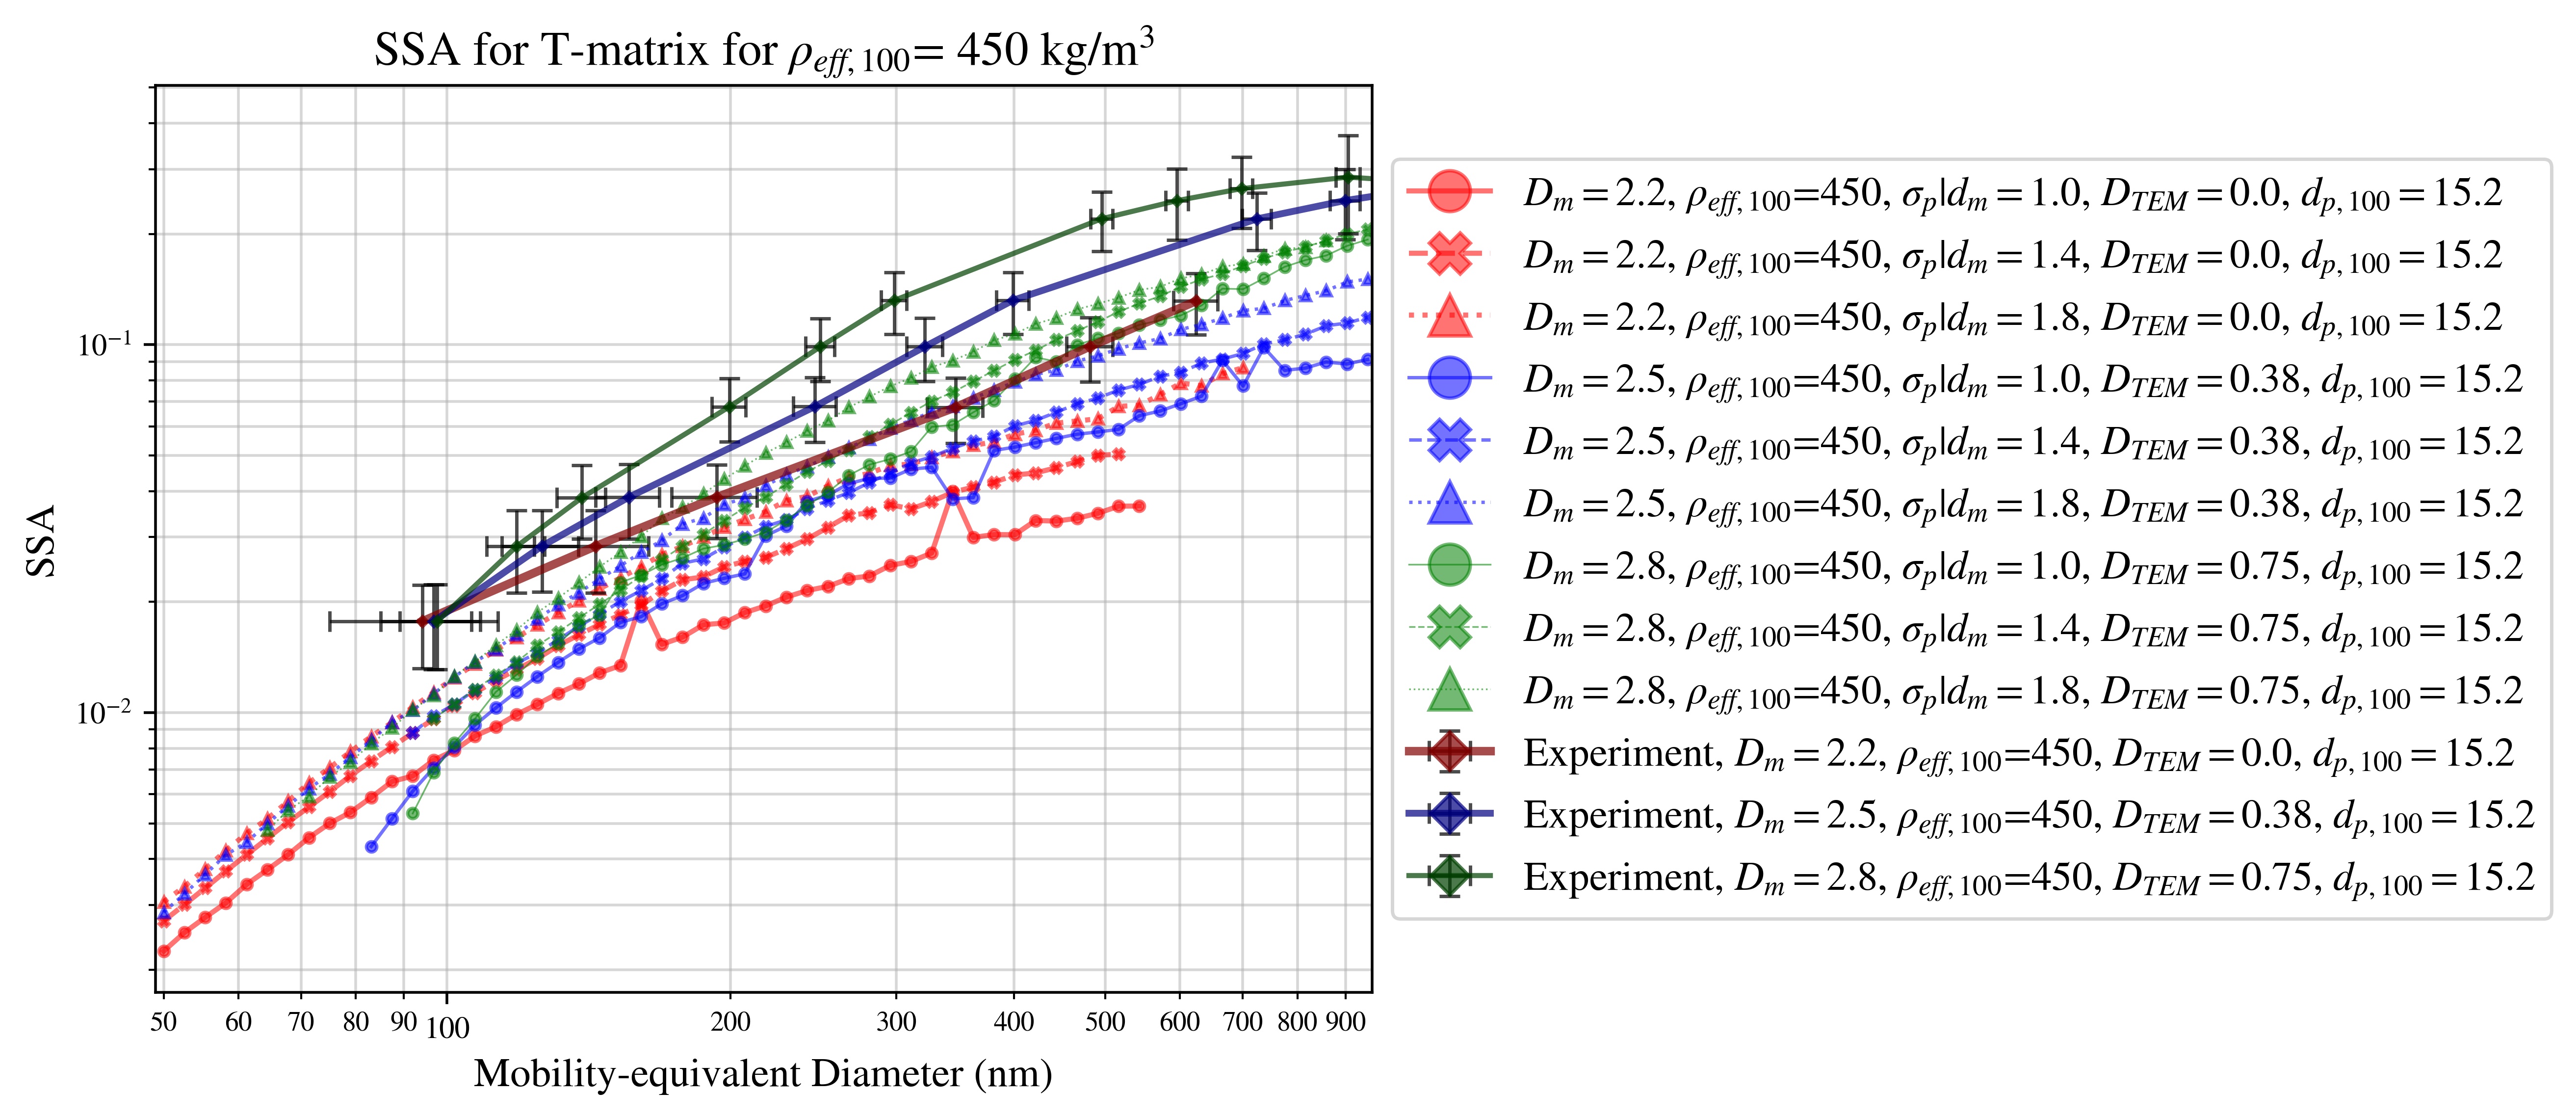 SSA for T-matrix for ρeff,100= 450 kg/m³
SSA
10⁻¹
10⁻²
50 60 70 80 90 100 200 300 400 500 600 700 800 900
Mobility-equivalent Diameter (nm)
Dm = 2.2, ρeff,100=450, σp|dm = 1.0, DTEM = 0.0, dp,100 = 15.2
Dm = 2.2, ρeff,100=450, σp|dm = 1.4, DTEM = 0.0, dp,100 = 15.2
Dm = 2.2, ρeff,100=450, σp|dm = 1.8, DTEM = 0.0, dp,100 = 15.2
Dm = 2.5, ρeff,100=450, σp|dm = 1.0, DTEM = 0.38, dp,100 = 15.2
Dm = 2.5, ρeff,100=450, σp|dm = 1.4, DTEM = 0.38, dp,100 = 15.2
Dm = 2.5, ρeff,100=450, σp|dm = 1.8, DTEM = 0.38, dp,100 = 15.2
Dm = 2.8, ρeff,100=450, σp|dm = 1.0, DTEM = 0.75, dp,100 = 15.2
Dm = 2.8, ρeff,100=450, σp|dm = 1.4, DTEM = 0.75, dp,100 = 15.2
Dm = 2.8, ρeff,100=450, σp|dm = 1.8, DTEM = 0.75, dp,100 = 15.2
Experiment, Dm = 2.2, ρeff,100=450, DTEM = 0.0, dp,100 = 15.2
Experiment, Dm = 2.5, ρeff,100=450, DTEM = 0.38, dp,100 = 15.2
Experiment, Dm = 2.8, ρeff,100=450, DTEM = 0.75, dp,100 = 15.2